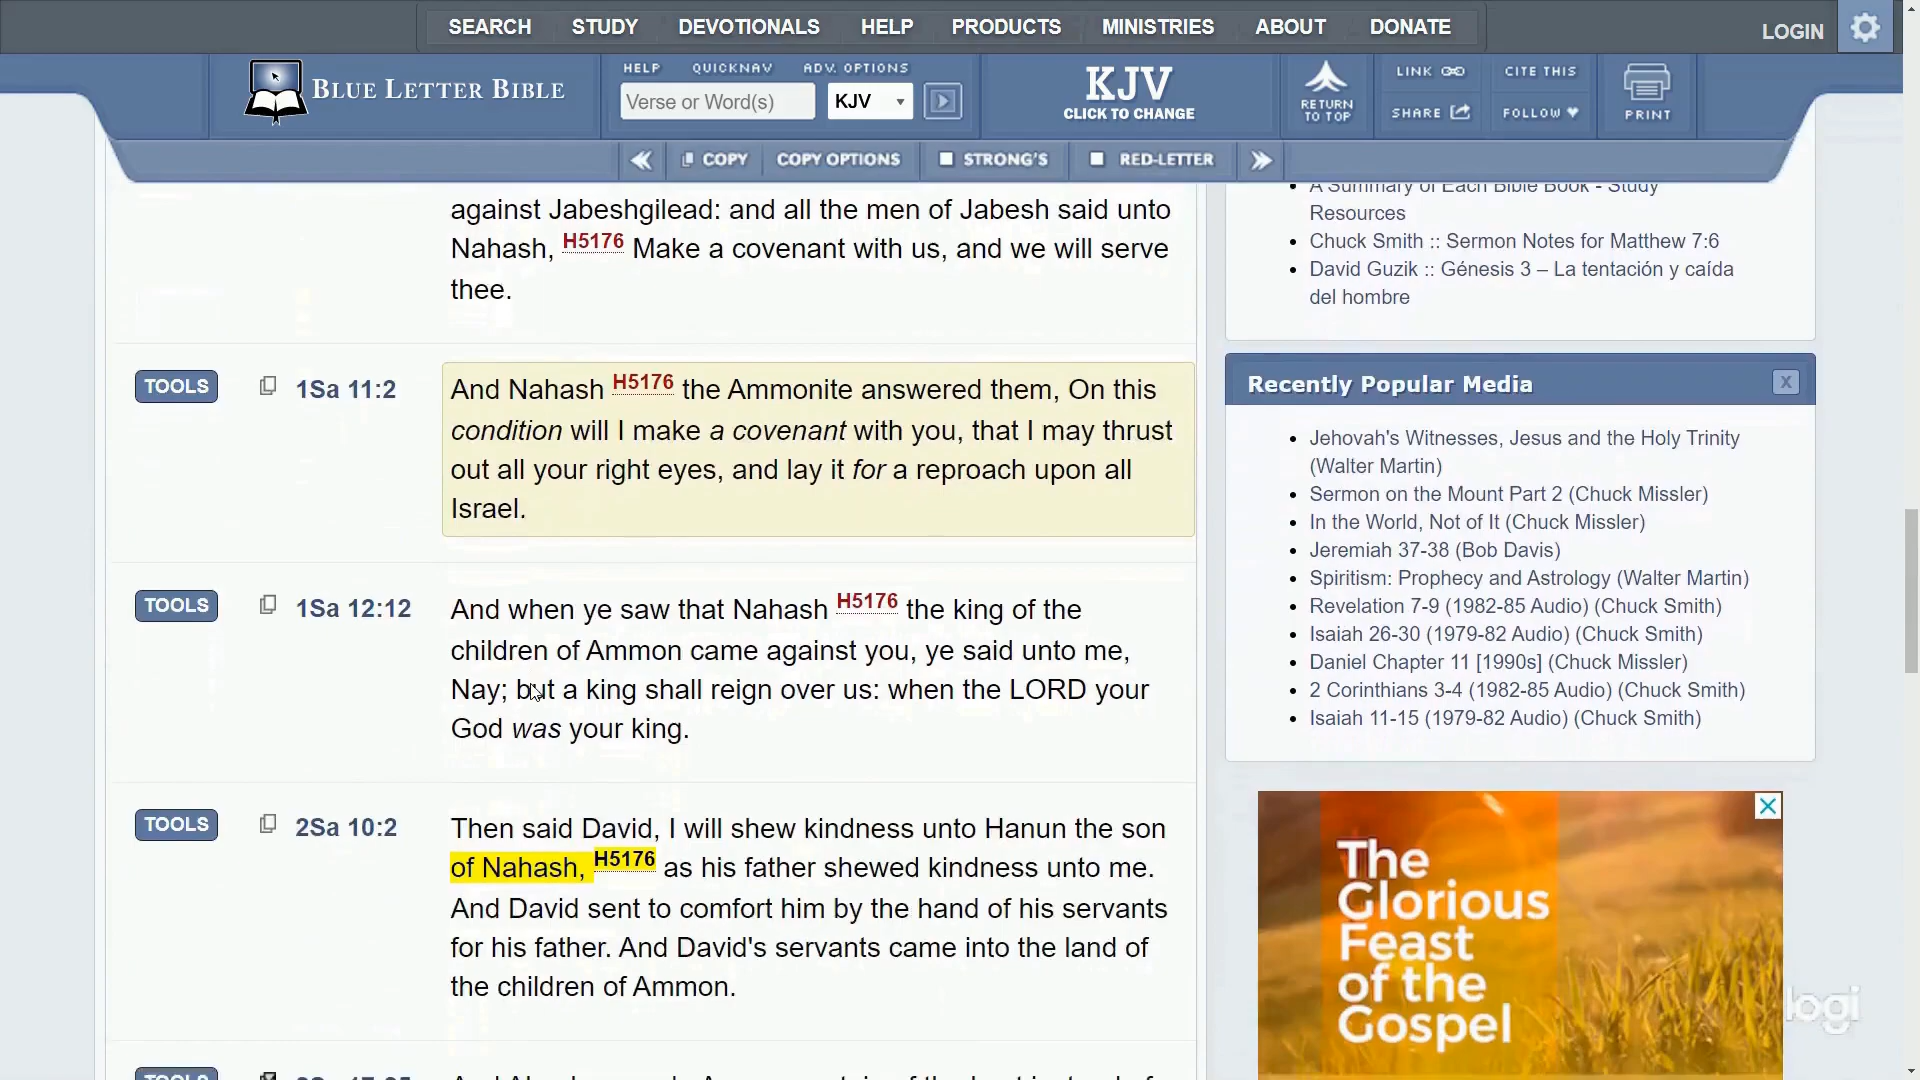 SEARCH STUDY DEVOTIONALS HELP PRODUCTS MINISTRIES ABOUT DONATE
LOGIN
BLUE LETTER BIBLE
HELP QUICKNAV ADV. OPTIONS
Verse or Word(s)
KJV
KJV
CLICK TO CHANGE
RETURN
TO TOP
LINK
CITE THIS
SHARE
FOLLOW
PRINT
COPY
COPY OPTIONS
STRONG'S
RED-LETTER
against Jabeshgilead: and all the men of Jabesh said unto
Nahash, H5176 Make a covenant with us, and we will serve
thee.
TOOLS
1Sa 11:2
And Nahash H5176 the Ammonite answered them, On this
condition will I make a covenant with you, that I may thrust
out all your right eyes, and lay it for a reproach upon all
Israel.
TOOLS
1Sa 12:12
And when ye saw that Nahash H5176 the king of the
children of Ammon came against you, ye said unto me,
Nay; but a king shall reign over us: when the LORD your
God was your king.
TOOLS
2Sa 10:2
Then said David, I will shew kindness unto Hanun the son
of Nahash, H5176 as his father shewed kindness unto me.
And David sent to comfort him by the hand of his servants
for his father. And David's servants came into the land of
the children of Ammon.
A Summary of Each Bible Book - Study
Resources
Chuck Smith :: Sermon Notes for Matthew 7:6
David Guzik :: Génesis 3 – La tentación y caída
del hombre
Recently Popular Media
X
Jehovah's Witnesses, Jesus and the Holy Trinity
(Walter Martin)
Sermon on the Mount Part 2 (Chuck Missler)
In the World, Not of It (Chuck Missler)
Jeremiah 37-38 (Bob Davis)
Spiritism: Prophecy and Astrology (Walter Martin)
Revelation 7-9 (1982-85 Audio) (Chuck Smith)
Isaiah 26-30 (1979-82 Audio) (Chuck Smith)
Daniel Chapter 11 [1990s] (Chuck Missler)
2 Corinthians 3-4 (1982-85 Audio) (Chuck Smith)
Isaiah 11-15 (1979-82 Audio) (Chuck Smith)
The
Glorious
Feast
of the
Gospel
logi